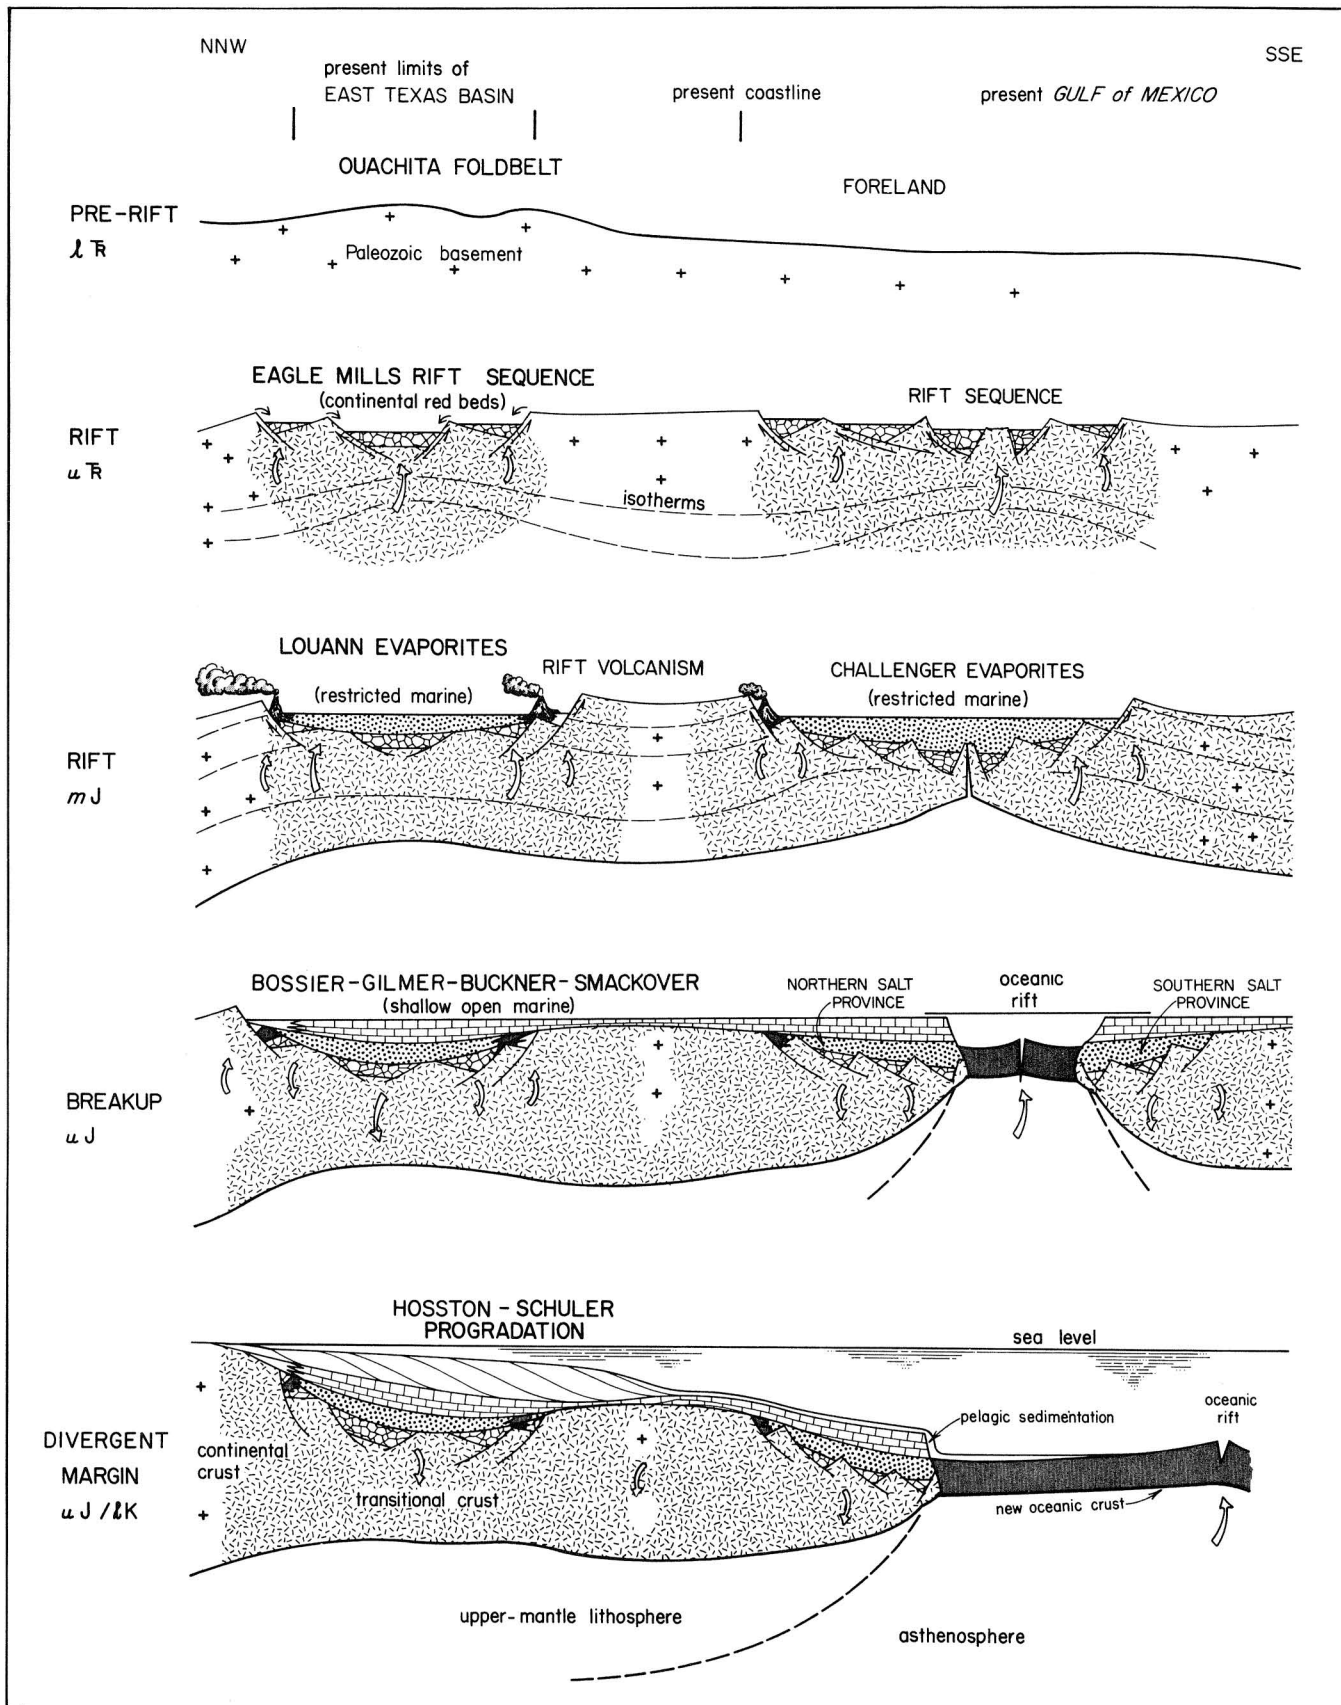 NNW
SSE
present limits of
EAST TEXAS BASIN
present coastline
present GULF of MEXICO
OUACHITA FOLDBELT
FORELAND
PRE-RIFT
l TR
Paleozoic basement
EAGLE MILLS RIFT SEQUENCE
(continental red beds)
RIFT SEQUENCE
RIFT
u TR
isotherms
LOUANN EVAPORITES
(restricted marine)
RIFT VOLCANISM
CHALLENGER EVAPORITES
(restricted marine)
RIFT
m J
BOSSIER-GILMER-BUCKNER-SMACKOVER
(shallow open marine)
NORTHERN SALT
PROVINCE
oceanic
rift
SOUTHERN SALT
PROVINCE
BREAKUP
u J
HOSSTON - SCHULER
PROGRADATION
sea level
pelagic sedimentation
oceanic
rift
DIVERGENT
MARGIN
u J / l K
continental
crust
transitional crust
new oceanic crust
upper-mantle lithosphere
asthenosphere